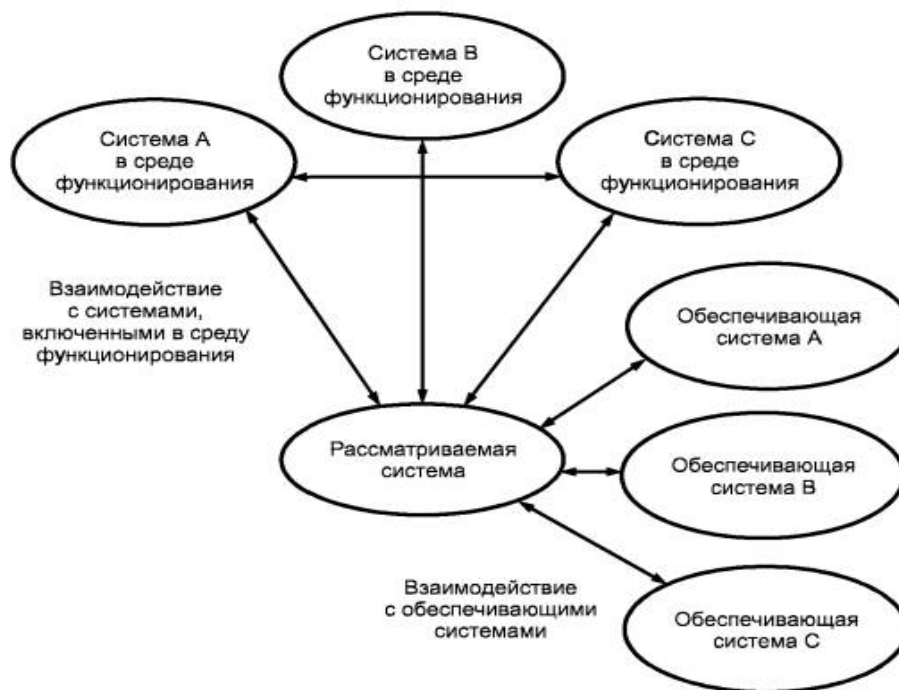 Система B
в среде
функционирования
Система A
в среде
функционирования
Система C
в среде
функционирования
Взаимодействие
с системами,
включенными в среду
функционирования
Обеспечивающая
система A
Рассматриваемая
система
Обеспечивающая
система B
Взаимодействие
с обеспечивающими
системами
Обеспечивающая
система C